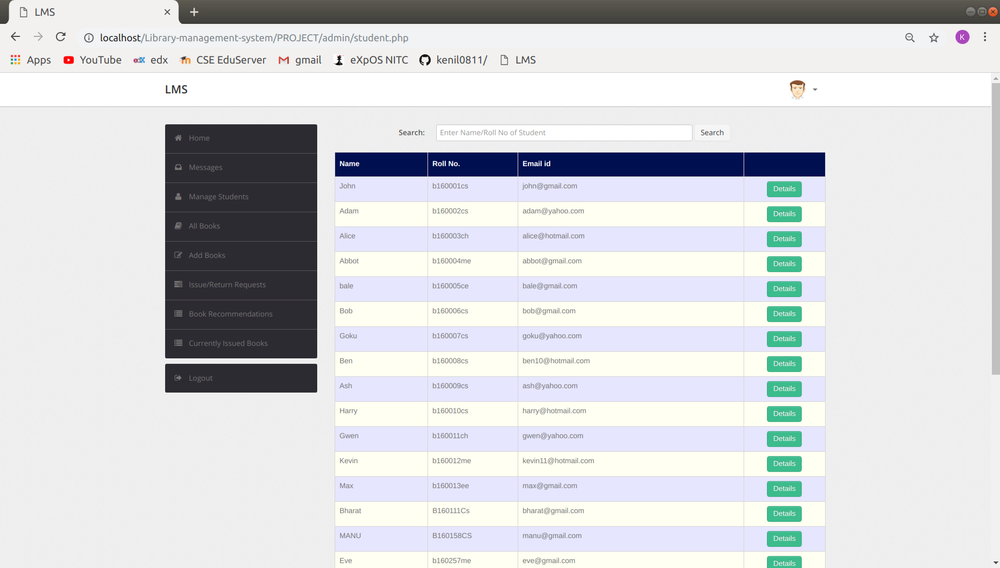 LMS
localhost/Library-management-system/PROJECT/admin/student.php
K
Apps YouTube edx CSE EduServer gmail eXpOS NITC kenil0811/ LMS
LMS
Home
Messages
Manage Students
All Books
Add Books
Issue/Return Requests
Book Recommendations
Currently Issued Books
Logout
Search: Enter Name/Roll No of Student Search
Name Roll No. Email id
John b160001cs john@gmail.com Details
Adam b160002cs adam@yahoo.com Details
Alice b160003ch alice@hotmail.com Details
Abbot b160004me abbot@gmail.com Details
bale b160005ce bale@gmail.com Details
Bob b160006cs bob@gmail.com Details
Goku b160007cs goku@yahoo.com Details
Ben b160008cs ben10@hotmail.com Details
Ash b160009cs ash@yahoo.com Details
Harry b160010cs harry@hotmail.com Details
Gwen b160011ch gwen@yahoo.com Details
Kevin b160012me kevin11@hotmail.com Details
Max b160013ee max@gmail.com Details
Bharat B160111Cs bharat@gmail.com Details
MANU B160158CS manu@gmail.com Details
Eve b160257me eve@gmail.com Details